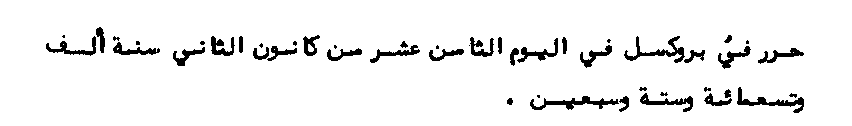 حرر في بروكسل في اليوم الثامن عشر من كانون الثاني سنة ألف
وتسعمائة وستة وسبعين .